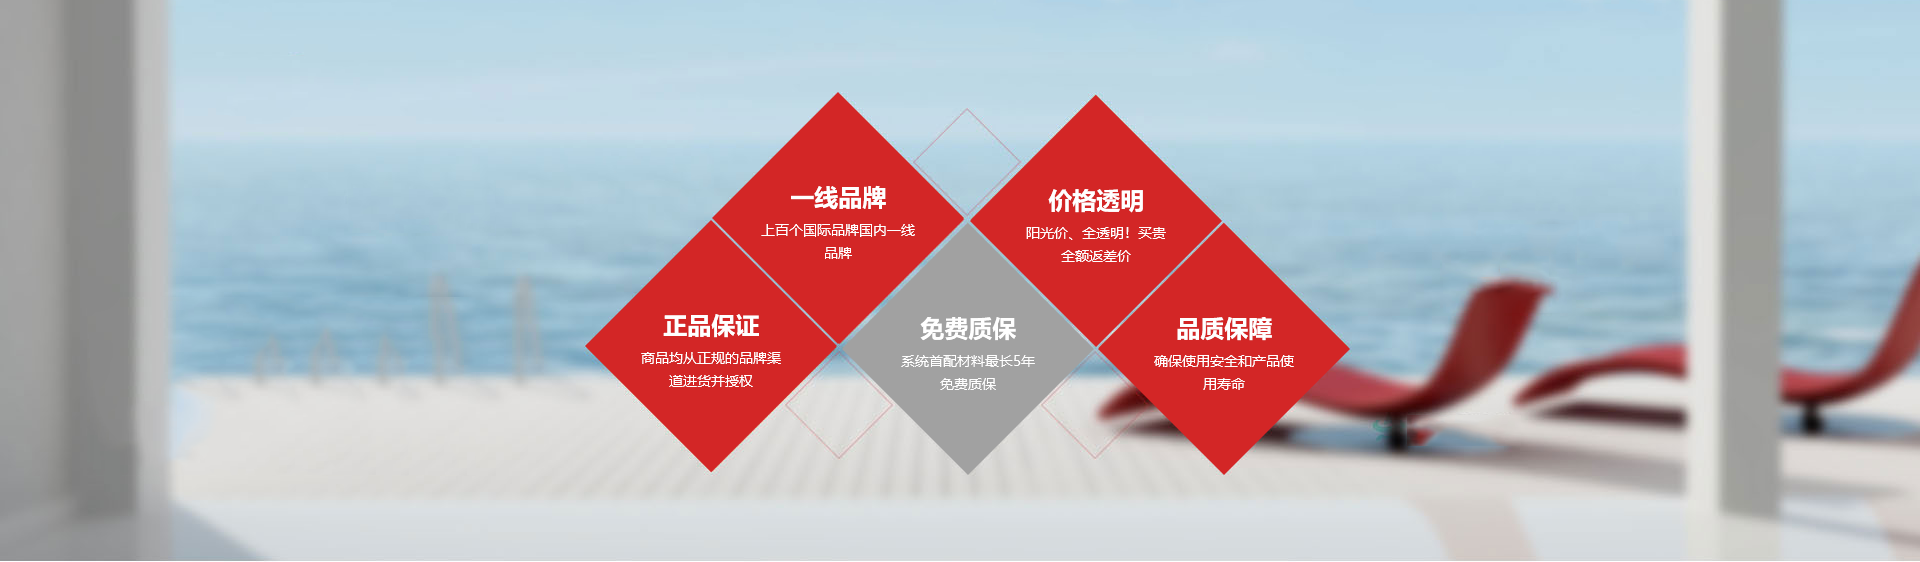 一线品牌
上百个国际品牌国内一线
品牌
价格透明
阳光价、全透明！买贵
全额返差价
正品保证
商品均从正规的品牌渠
道进货并授权
免费质保
系统首配材料最长5年
免费质保
品质保障
确保使用安全和产品使
用寿命